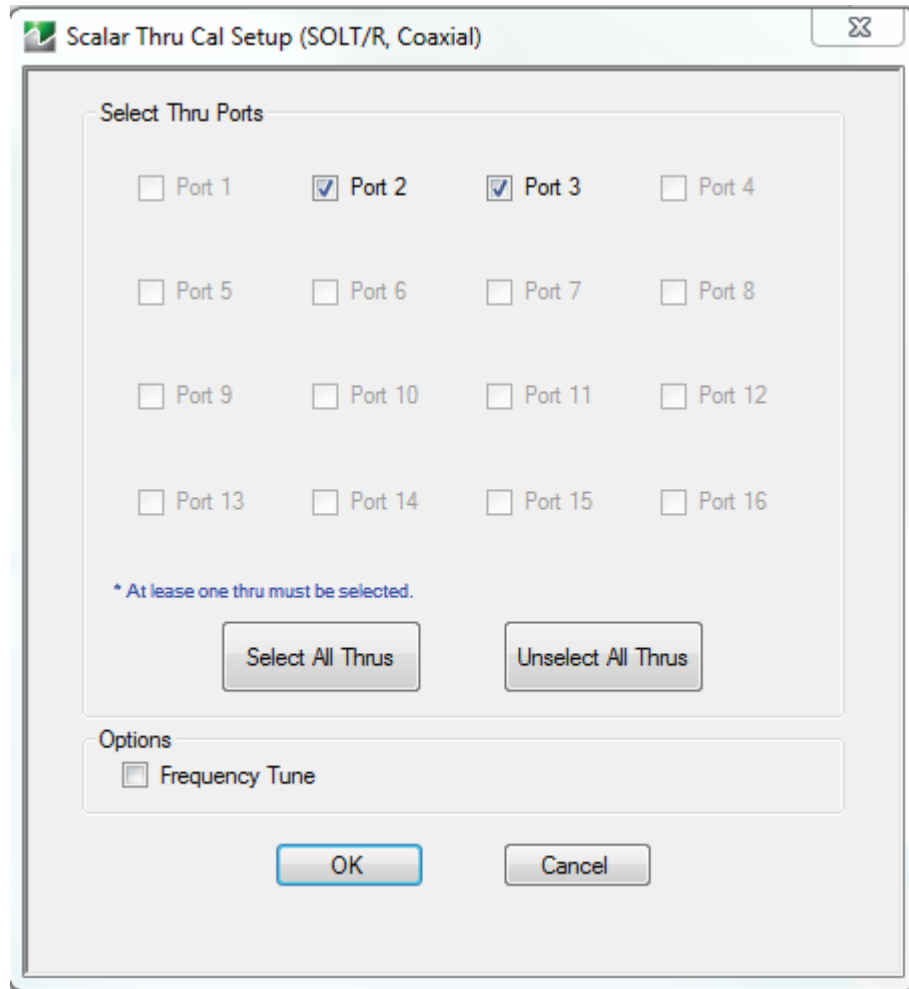 Scalar Thru Cal Setup (SOLT/R, Coaxial)
Select Thru Ports
Port 1 Port 2 Port 3 Port 4
Port 5 Port 6 Port 7 Port 8
Port 9 Port 10 Port 11 Port 12
Port 13 Port 14 Port 15 Port 16
* At lease one thru must be selected.
Select All Thrus Unselect All Thrus
Options
Frequency Tune
OK Cancel